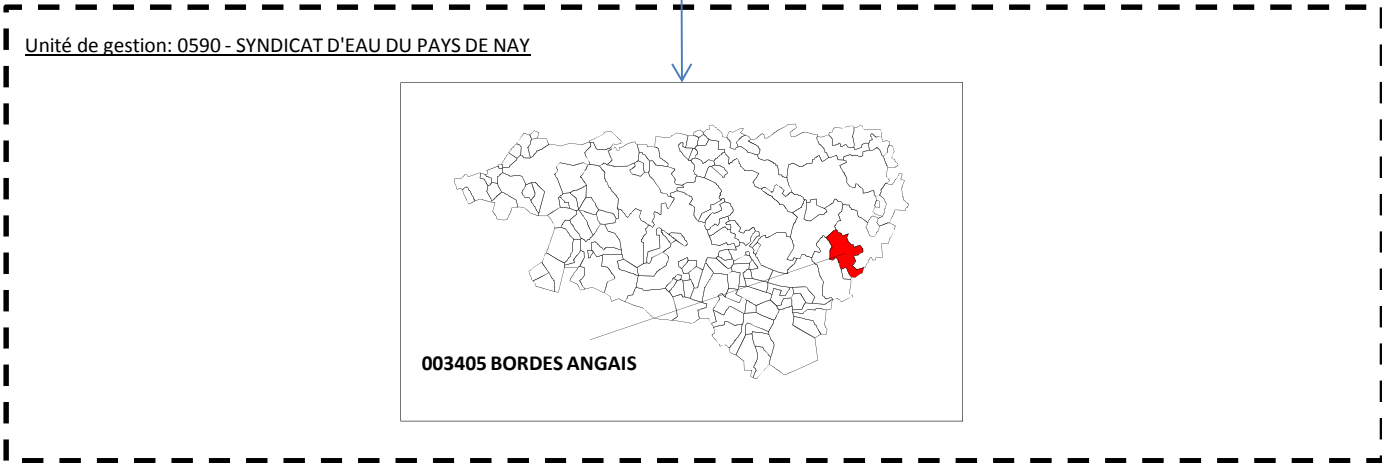 Unité de gestion: 0590 - SYNDICAT D'EAU DU PAYS DE NAY
003405 BORDES ANGAIS